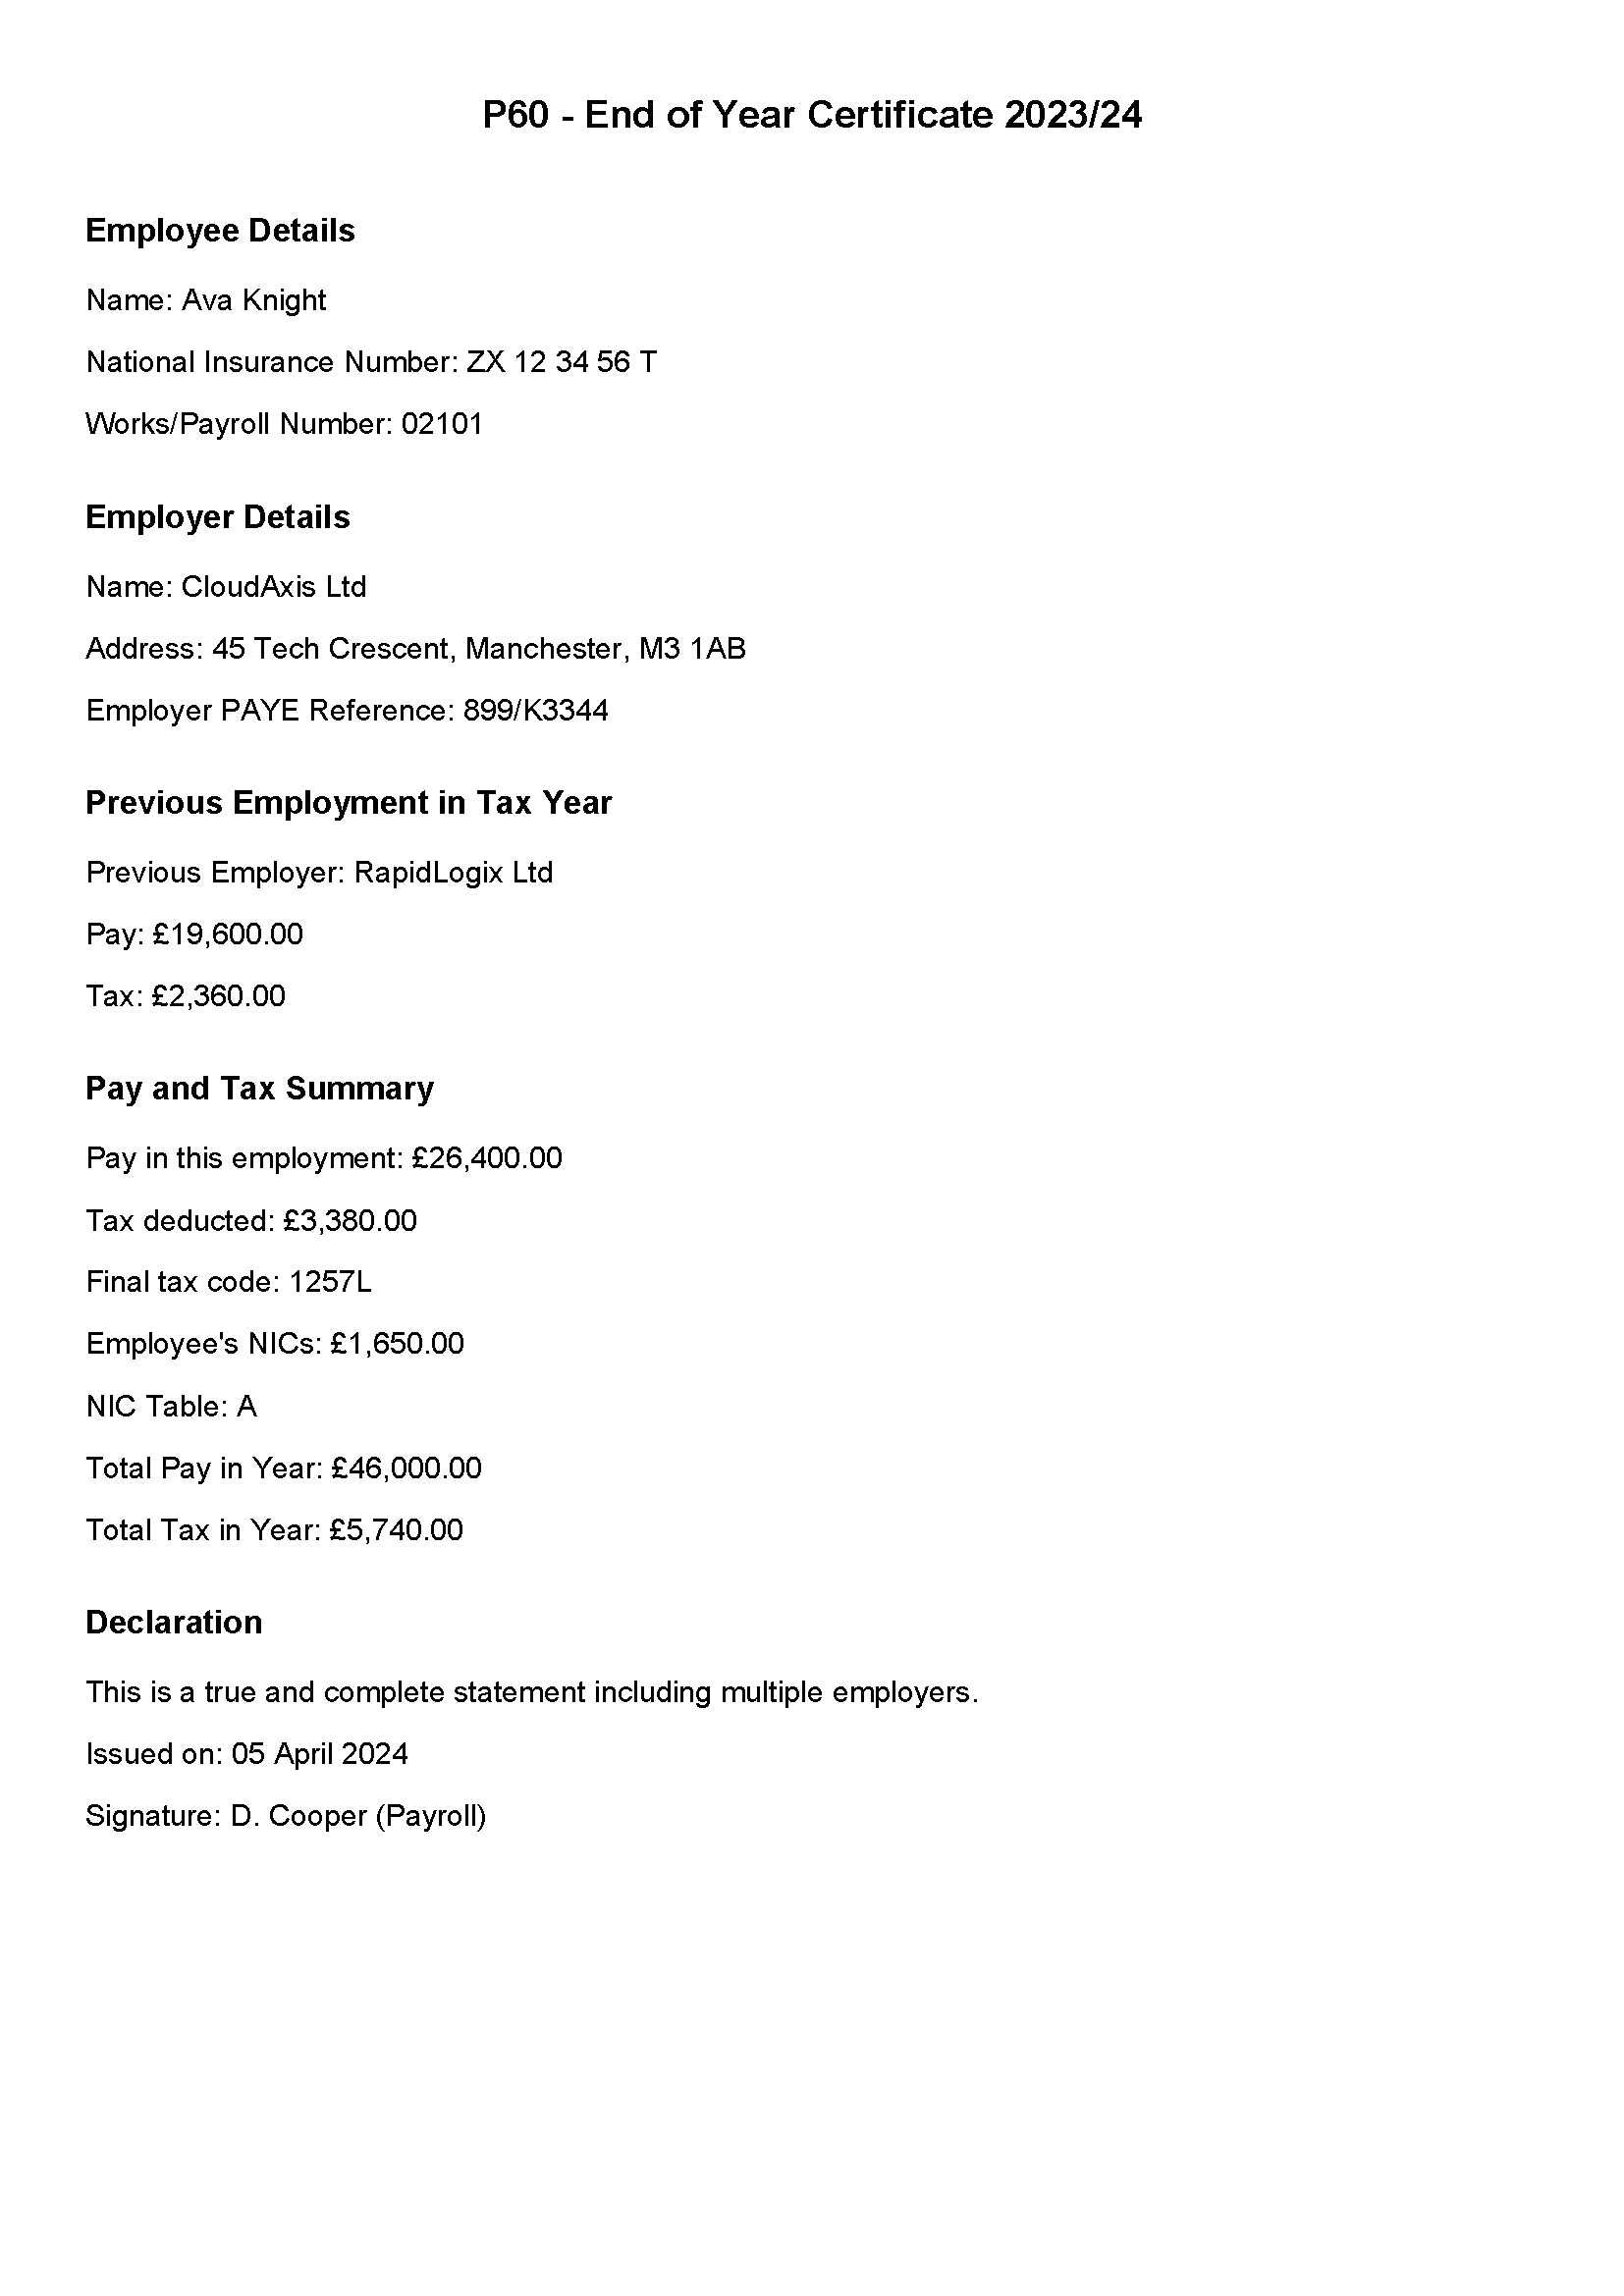 P60 - End of Year Certificate 2023/24
Employee Details
Name: Ava Knight
National Insurance Number: ZX 12 34 56 T
Works/Payroll Number: 02101
Employer Details
Name: CloudAxis Ltd
Address: 45 Tech Crescent, Manchester, M3 1AB
Employer PAYE Reference: 899/K3344
Previous Employment in Tax Year
Previous Employer: RapidLogix Ltd
Pay: £19,600.00
Tax: £2,360.00
Pay and Tax Summary
Pay in this employment: £26,400.00
Tax deducted: £3,380.00
Final tax code: 1257L
Employee's NICs: £1,650.00
NIC Table: A
Total Pay in Year: £46,000.00
Total Tax in Year: £5,740.00
Declaration
This is a true and complete statement including multiple employers.
Issued on: 05 April 2024
Signature: D. Cooper (Payroll)